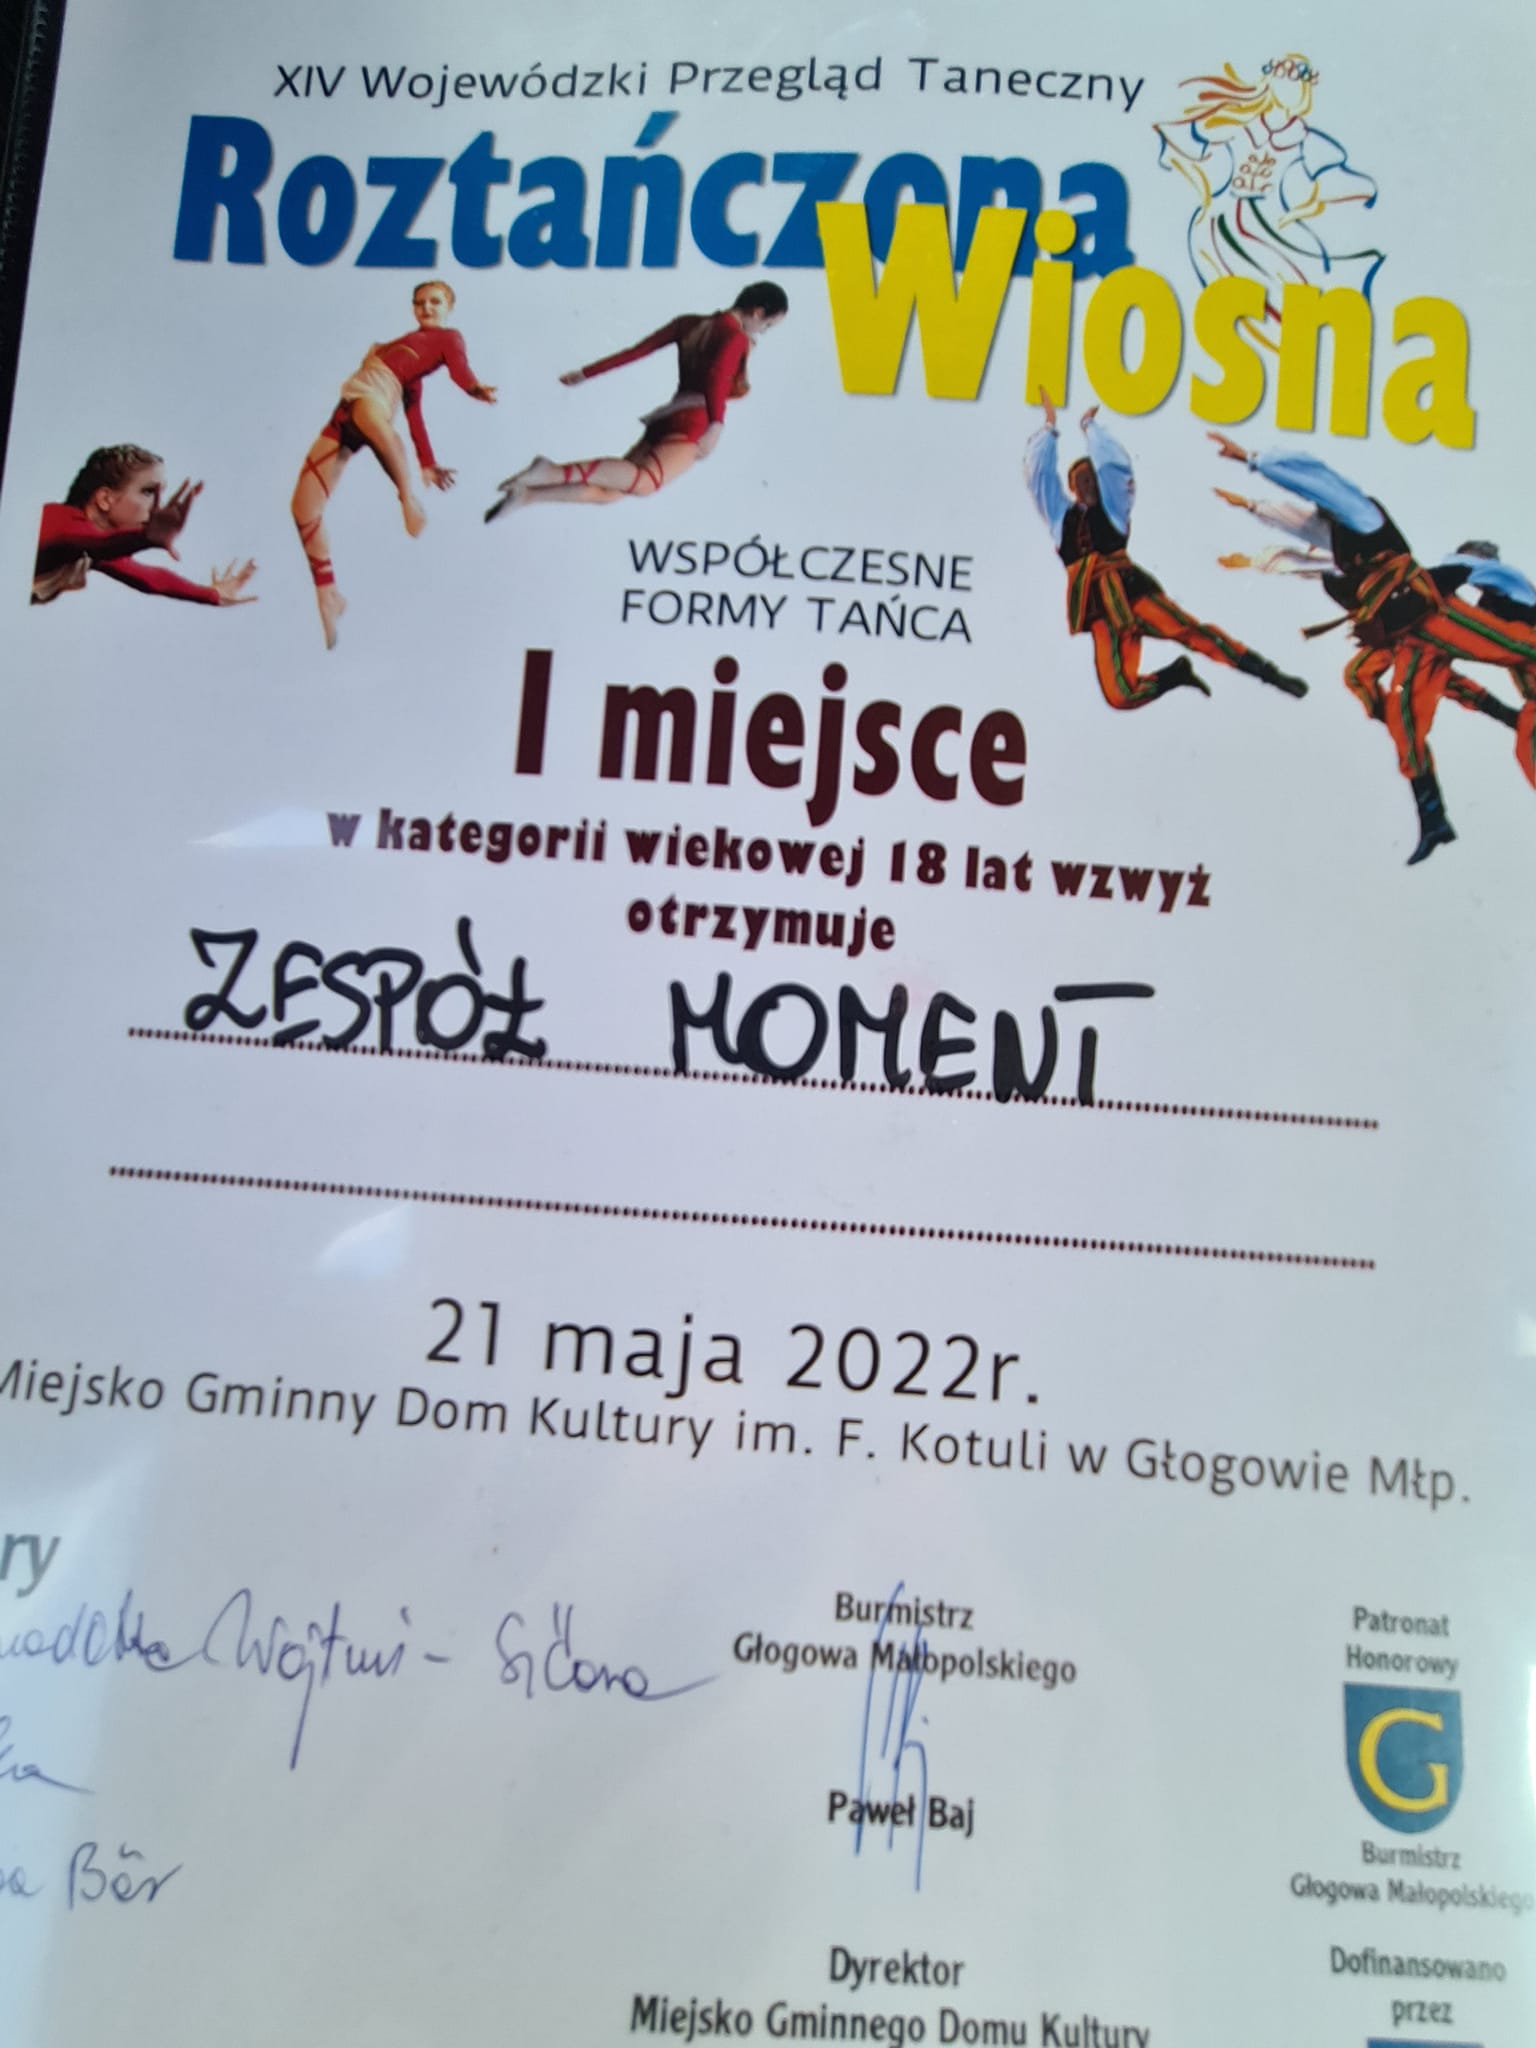 XIV Wojewódzki Przegląd Taneczny
Roztańczona
Wiosna
WSPÓŁCZESNE
FORMY TAŃCA
I miejsce
w kategorii wiekowej 18 lat wzwyż
otrzymuje
ZESPÓŁ MOMENT
21 maja 2022r.
Miejsko Gminny Dom Kultury im. F. Kotuli w Głogowie Młp.
ry
Burmistrz
Głogowa Małopolskiego
Paweł Baj
Bär
Patronat
Honorowy
G
Burmistrz
Głogowa Małopolskiego
Dyrektor
Miejsko Gminnego Domu Kultury
Dofinansowano
przez